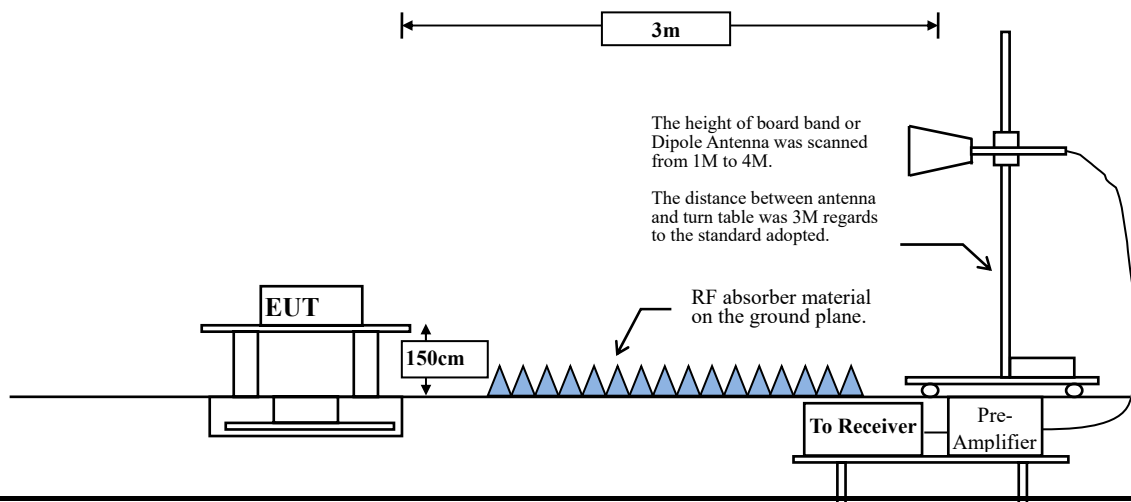 3m
The height of board band or
Dipole Antenna was scanned
from 1M to 4M.
The distance between antenna
and turn table was 3M regards
to the standard adopted.
EUT
RF absorber material
on the ground plane.
150cm
To Receiver
Pre-
Amplifier